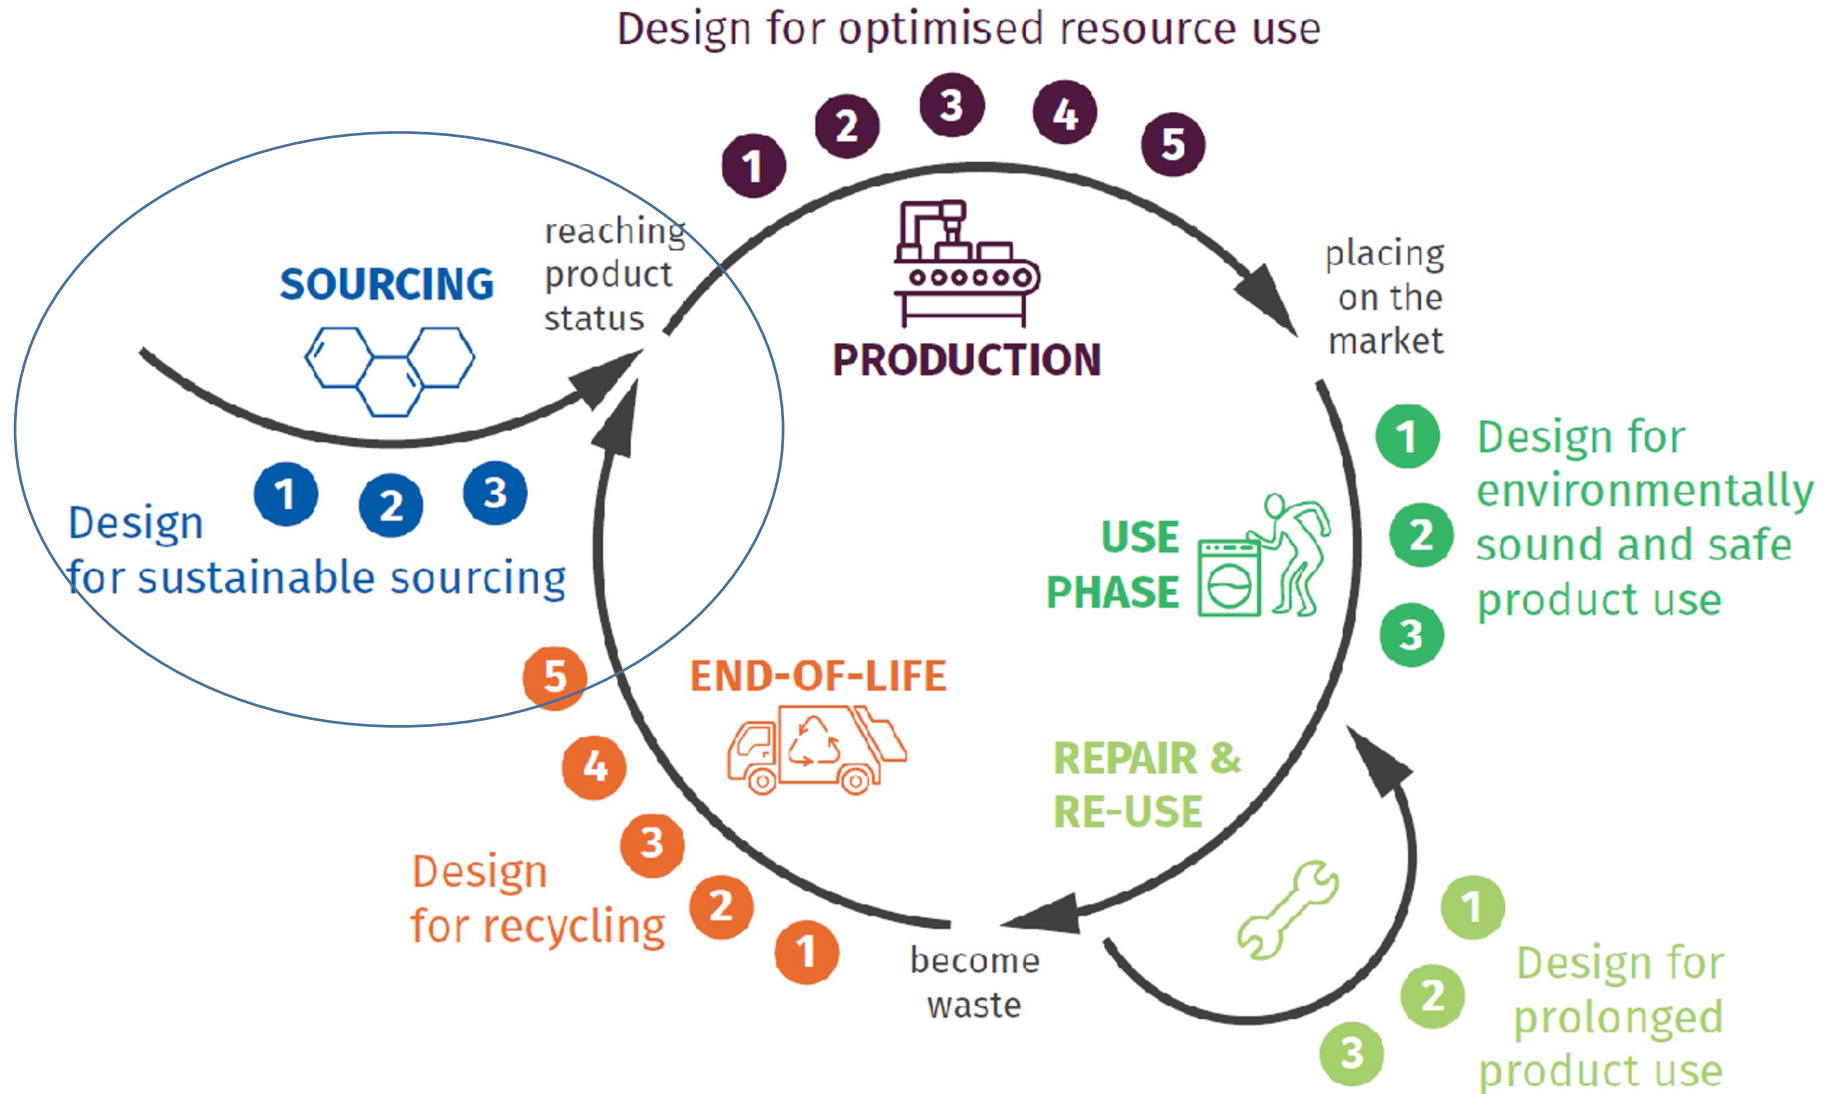 Design for optimised resource use
1
2
3
4
5
reaching
product
status
SOURCING
placing
on the
market
PRODUCTION
1
2
3
Design
for sustainable sourcing
1
2
3
Design for
environmentally
sound and safe
product use
USE
PHASE
END-OF-LIFE
5
4
3
2
1
Design
for recycling
REPAIR &
RE-USE
become
waste
1
2
3
Design for
prolonged
product use